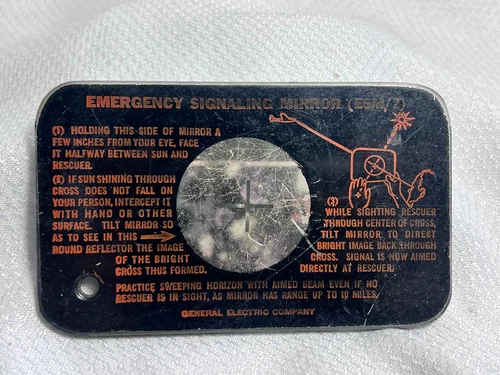 EMERGENCY SIGNALING MIRROR (ESM/2)
(1) HOLDING THIS SIDE OF MIRROR A
FEW INCHES FROM YOUR EYE, FACE
IT HALFWAY BETWEEN SUN AND
RESCUER.
(2) IF SUN SHINING THROUGH
CROSS DOES NOT FALL ON
YOUR PERSON, INTERCEPT IT
WITH HAND OR OTHER
SURFACE. TILT MIRROR SO
AS TO SEE IN THIS
ROUND REFLECTOR THE IMAGE
OF THE BRIGHT
CROSS THUS FORMED.
(3)
WHILE SIGHTING RESCUER
THROUGH CENTER OF CROSS,
TILT MIRROR TO DIRECT
BRIGHT IMAGE BACK THROUGH
CROSS. SIGNAL IS NOW AIMED
DIRECTLY AT RESCUER.
PRACTICE SWEEPING HORIZON WITH AIMED BEAM EVEN IF NO
RESCUER IS IN SIGHT, AS MIRROR HAS RANGE UP TO 10 MILES.
GENERAL ELECTRIC COMPANY